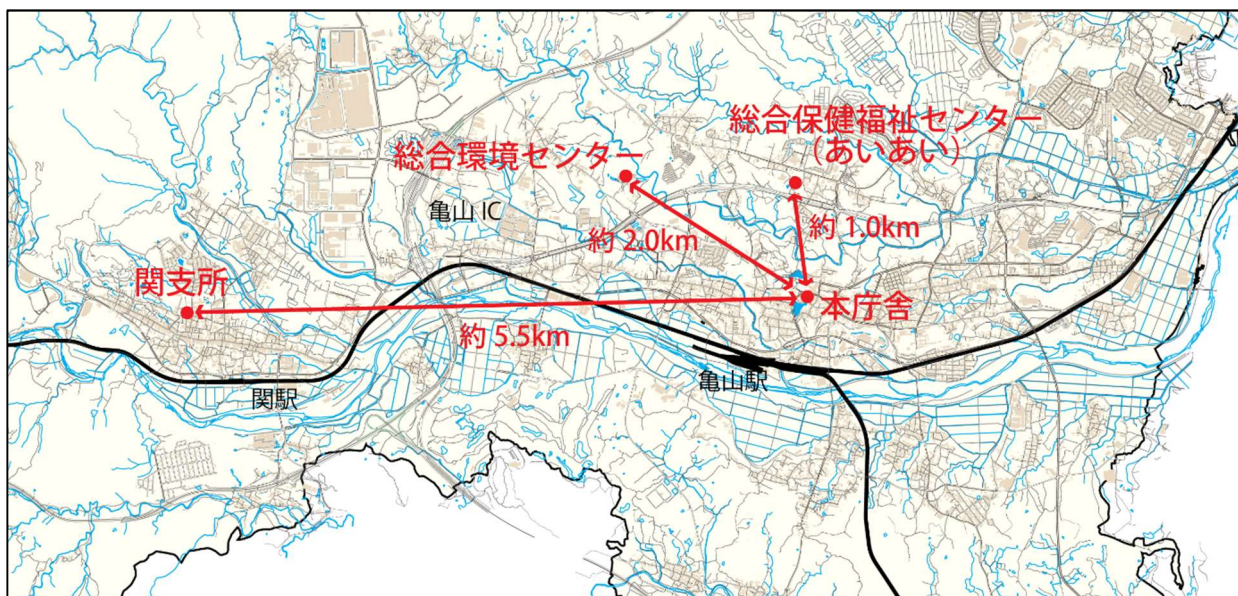 総合保健福祉センター
（あいあい）
総合環境センター
亀山 IC
約 2.0km
約 1.0km
関支所
本庁舎
約 5.5km
亀山駅
関駅